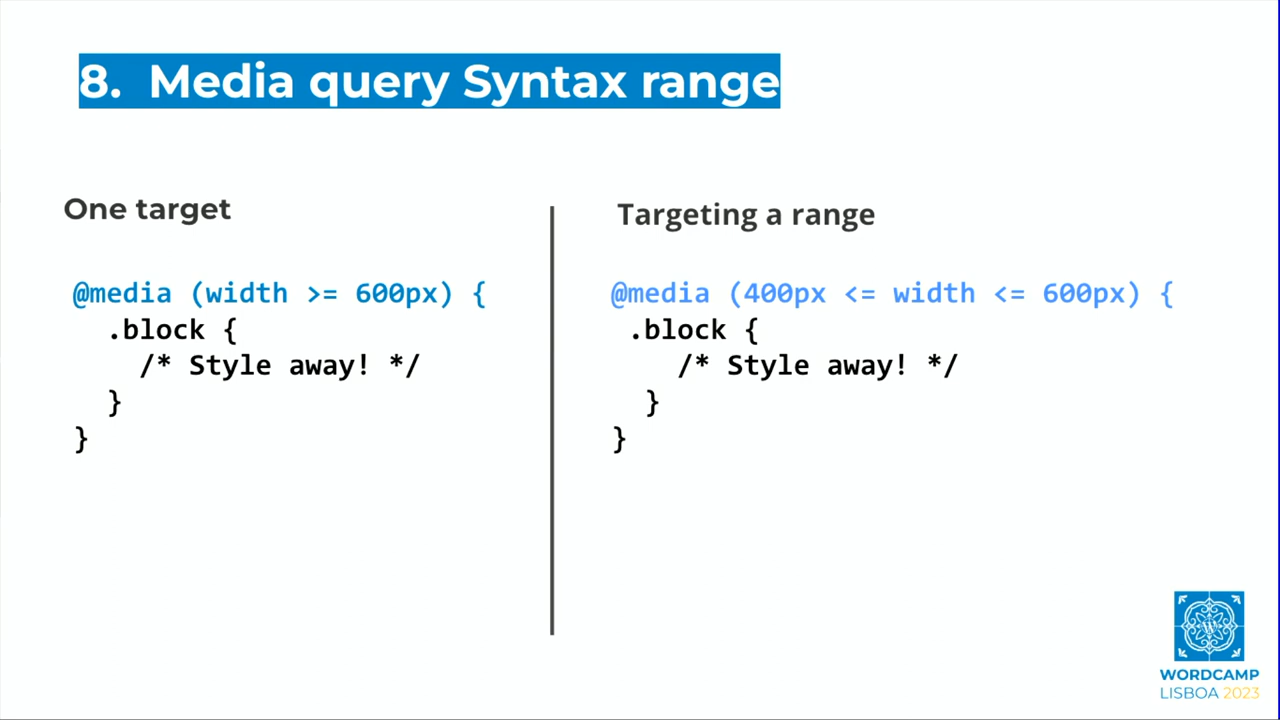 8. Media query Syntax range
One target
@media (width >= 600px) {
.block {
/* Style away! */
}
}
Targeting a range
@media (400px <= width <= 600px) {
.block {
/* Style away! */
}
}
WORDCAMP
LISBOA 2023